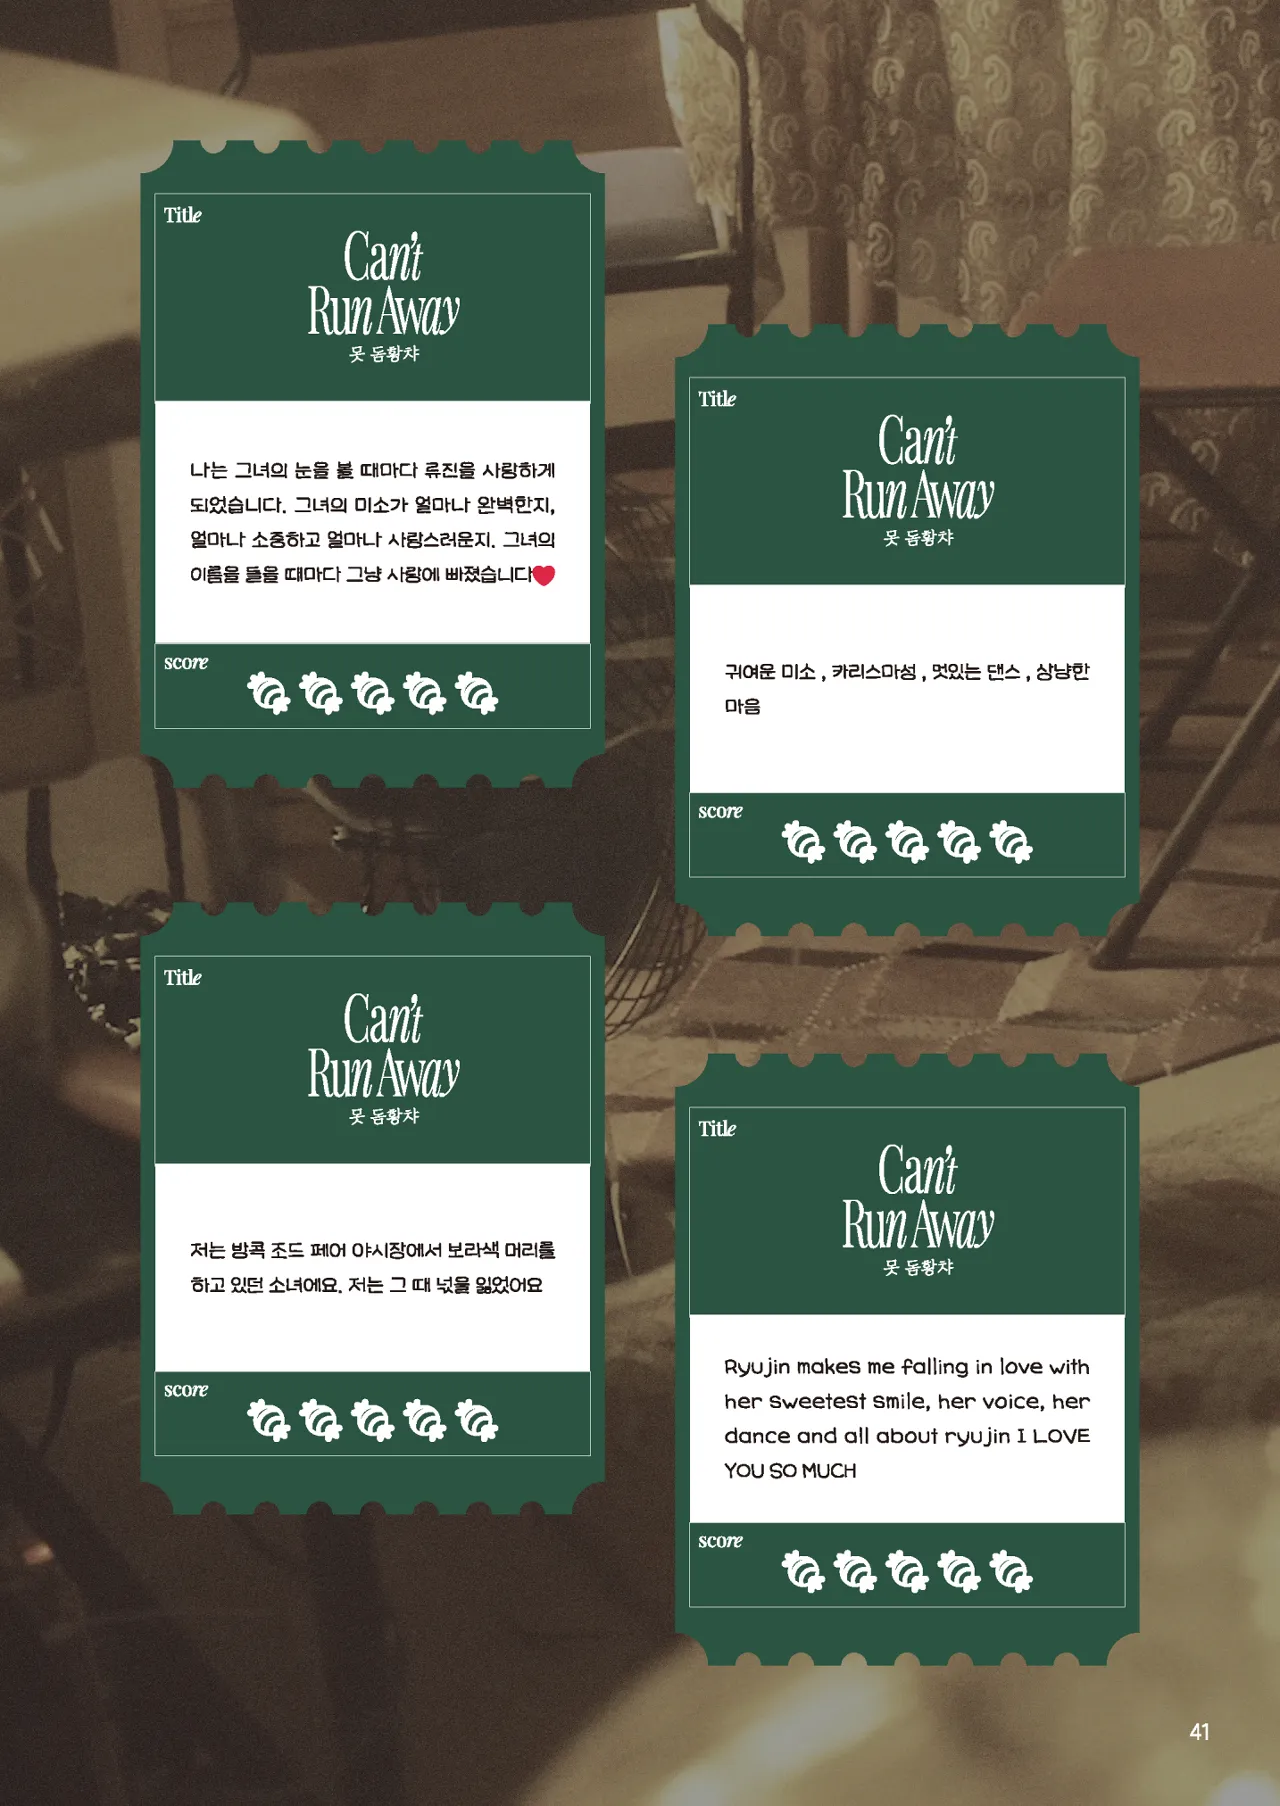 Title
Can't
Run Away
못 돔황챠
나는 그녀의 눈을 볼 때마다 류진을 사랑하게
되었습니다. 그녀의 미소가 얼마나 완벽한지,
얼마나 소중하고 얼마나 사랑스러운지. 그녀의
이름을 들을 때마다 그냥 사랑에 빠졌습니다❤
score
Title
Can't
Run Away
못 돔황챠
귀여운 미소 , 카리스마성 , 멋있는 댄스 , 상냥한
마음
score
Title
Can't
Run Away
못 돔황챠
저는 방콕 조드 페어 야시장에서 보라색 머리를
하고 있던 소녀에요. 저는 그 때 넋을 잃었어요
score
Title
Can't
Run Away
못 돔황챠
Ryujin makes me falling in love with
her sweetest smile, her voice, her
dance and all about ryujin I LOVE
YOU SO MUCH
score
41